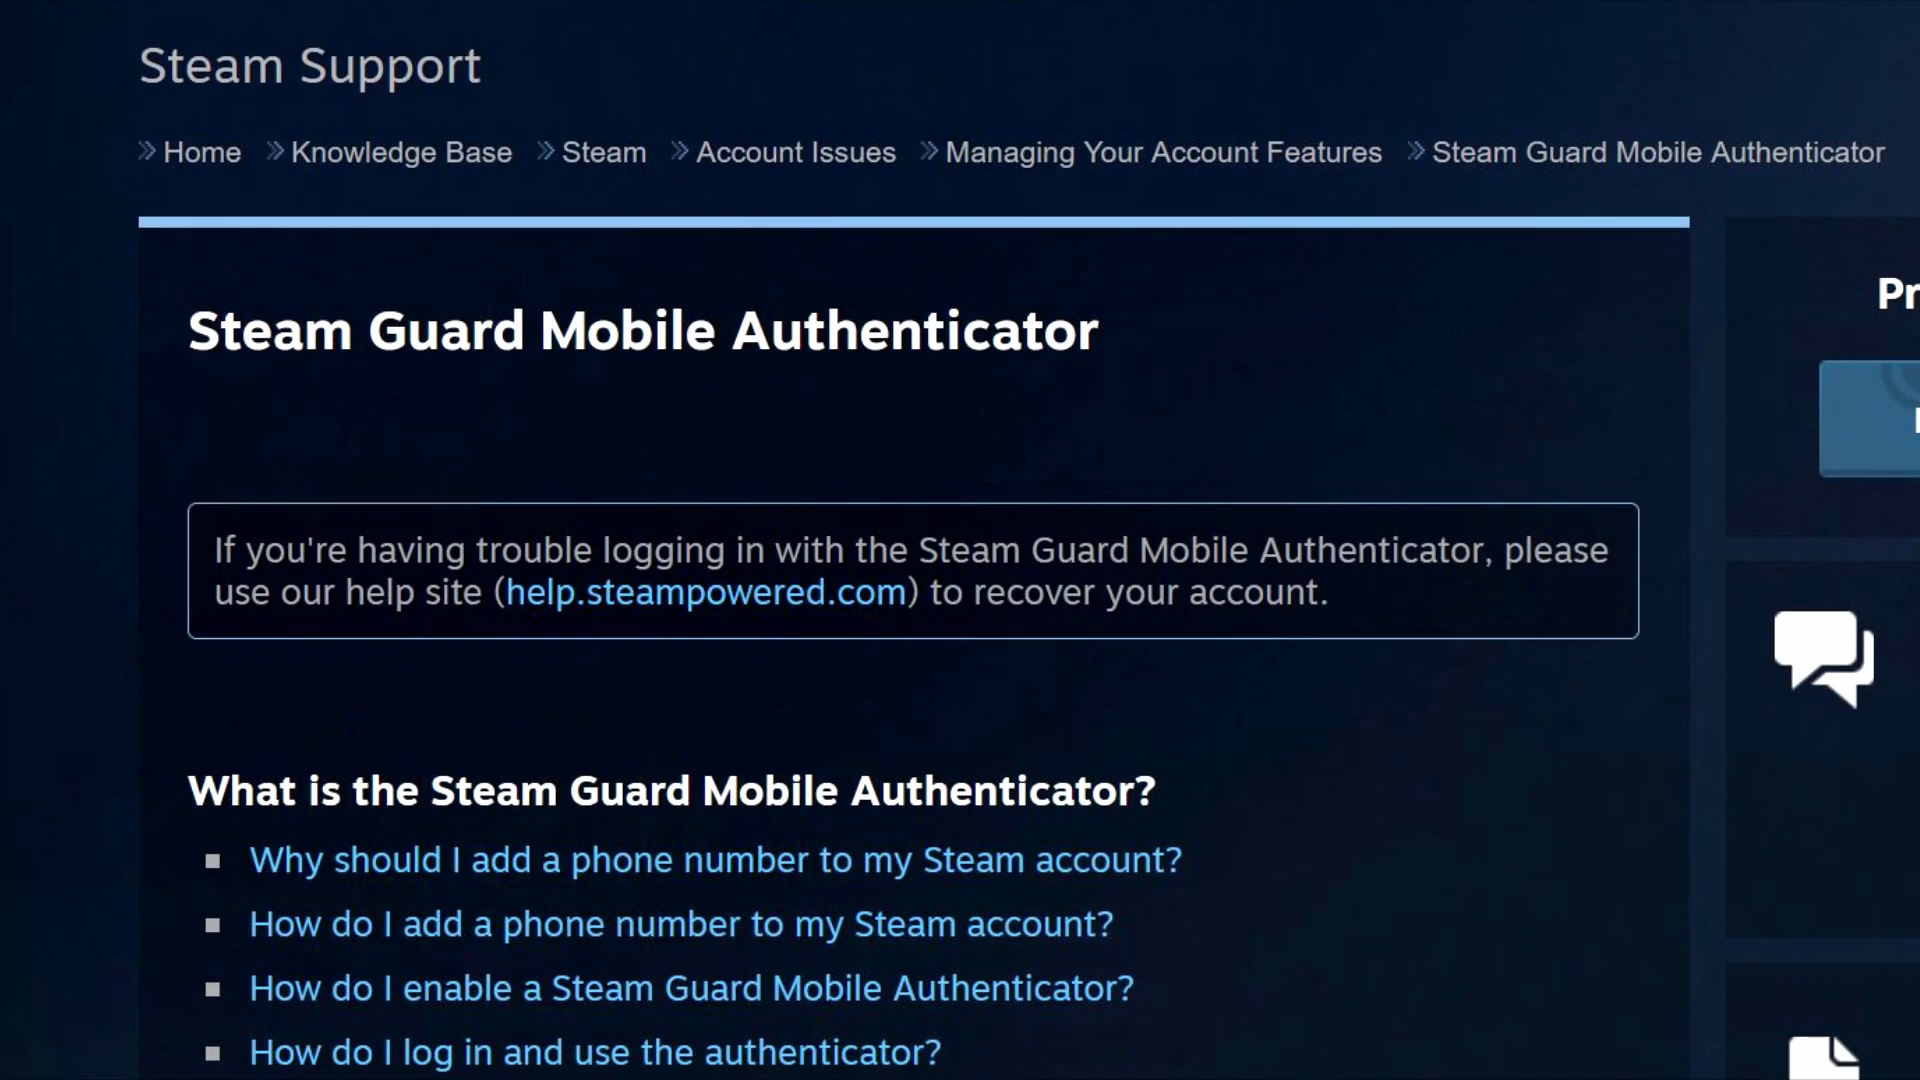 Steam Support
Home Knowledge Base Steam Account Issues Managing Your Account Features Steam Guard Mobile Authenticator
Steam Guard Mobile Authenticator
Pr
If you're having trouble logging in with the Steam Guard Mobile Authenticator, please
use our help site (help.steampowered.com) to recover your account.
What is the Steam Guard Mobile Authenticator?
Why should I add a phone number to my Steam account?
How do I add a phone number to my Steam account?
How do I enable a Steam Guard Mobile Authenticator?
How do I log in and use the authenticator?